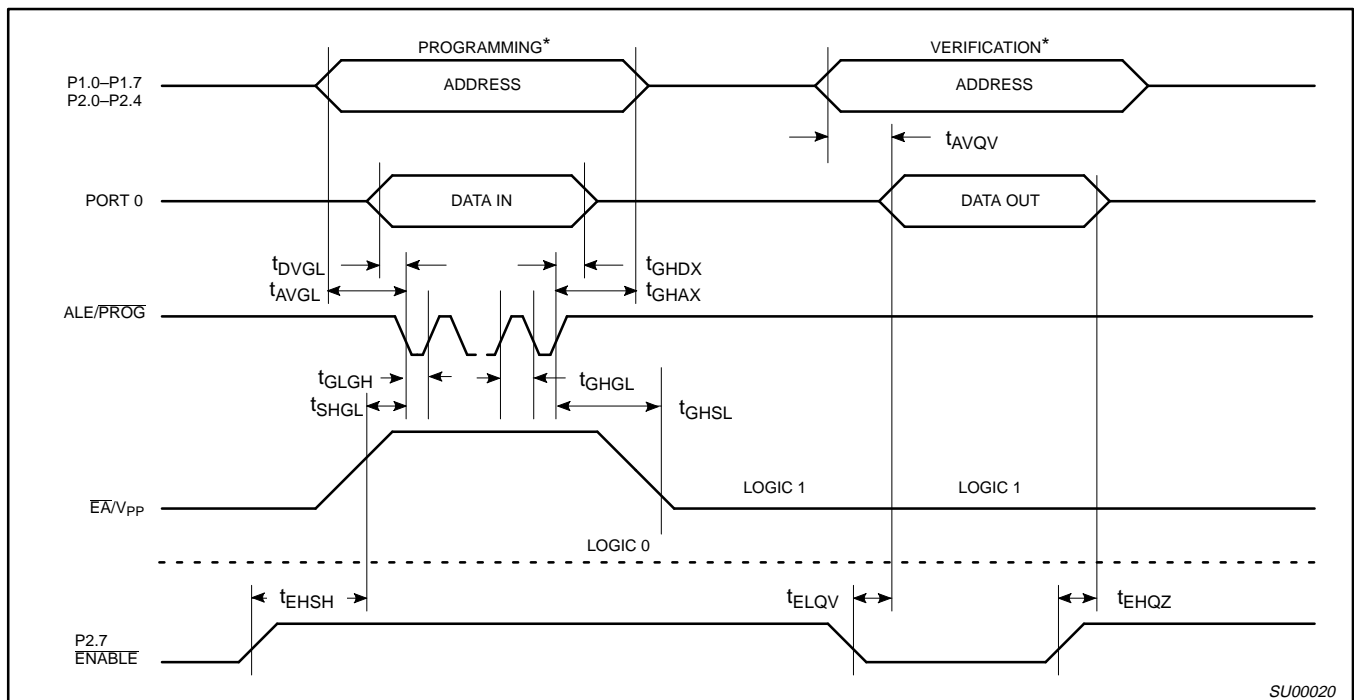 PROGRAMMING*
VERIFICATION*
P1.0–P1.7
P2.0–P2.4
ADDRESS
ADDRESS
tAVQV
PORT 0
DATA IN
DATA OUT
tDVGL
tGHDX
tAVGL
tGHAX
ALE/PROG
tGLGH
tGHGL
tSHGL
tGHSL
LOGIC 1
LOGIC 1
EA/VPP
LOGIC 0
tEHSH
tELQV
tEHQZ
P2.7
ENABLE
SU00020